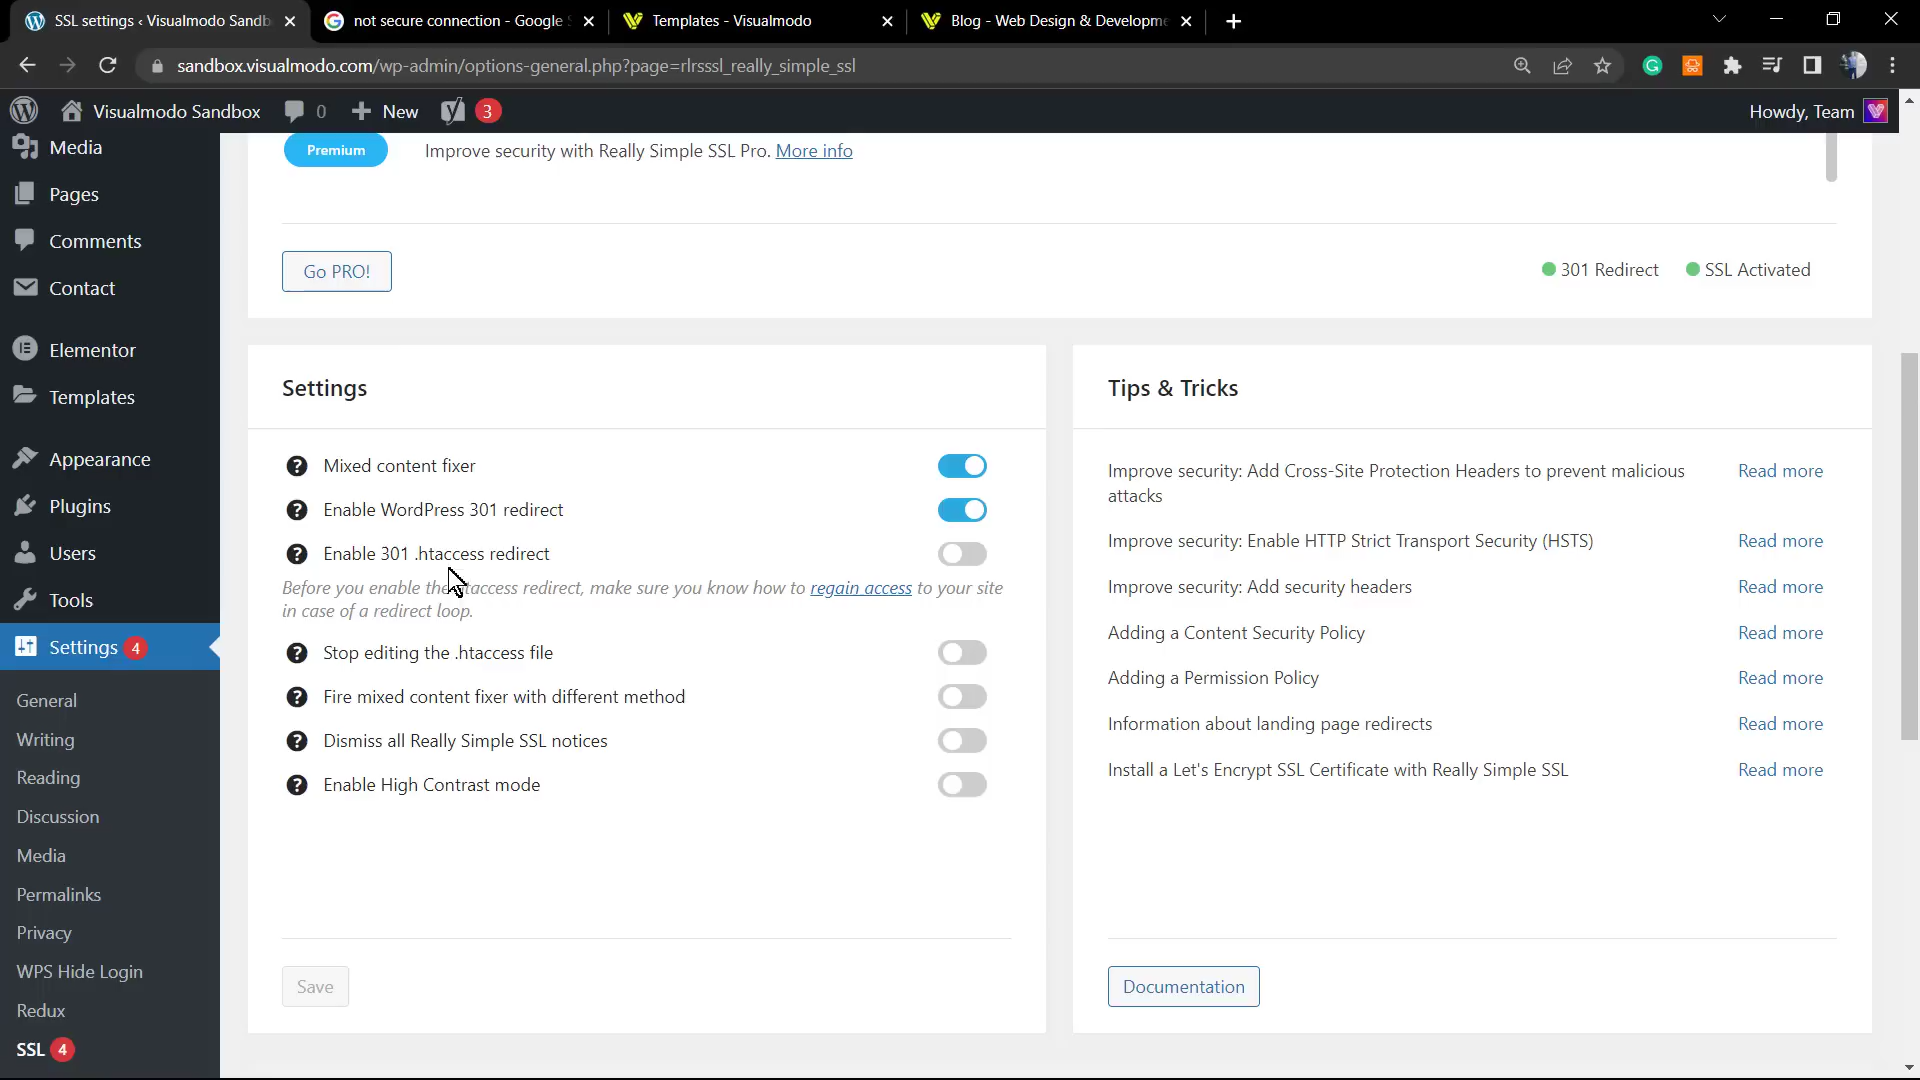 SSL settings ‹ Visualmodo Sandb
not secure connection - Google S
Templates - Visualmodo
Blog - Web Design & Developme
sandbox.visualmodo.com/wp-admin/options-general.php?page=rlrsssl_really_simple_ssl
Visualmodo Sandbox
0
New
3
Howdy, Team
Media
Pages
Comments
Contact
Elementor
Templates
Appearance
Plugins
Users
Tools
Settings 4
General
Writing
Reading
Discussion
Media
Permalinks
Privacy
WPS Hide Login
Redux
SSL 4
Premium
Improve security with Really Simple SSL Pro. More info
Go PRO!
301 Redirect
SSL Activated
Settings
Mixed content fixer
Enable WordPress 301 redirect
Enable 301 .htaccess redirect
Before you enable the .htaccess redirect, make sure you know how to regain access to your site
in case of a redirect loop.
Stop editing the .htaccess file
Fire mixed content fixer with different method
Dismiss all Really Simple SSL notices
Enable High Contrast mode
Save
Tips & Tricks
Improve security: Add Cross-Site Protection Headers to prevent malicious
attacks
Read more
Improve security: Enable HTTP Strict Transport Security (HSTS)
Read more
Improve security: Add security headers
Read more
Adding a Content Security Policy
Read more
Adding a Permission Policy
Read more
Information about landing page redirects
Read more
Install a Let's Encrypt SSL Certificate with Really Simple SSL
Read more
Documentation